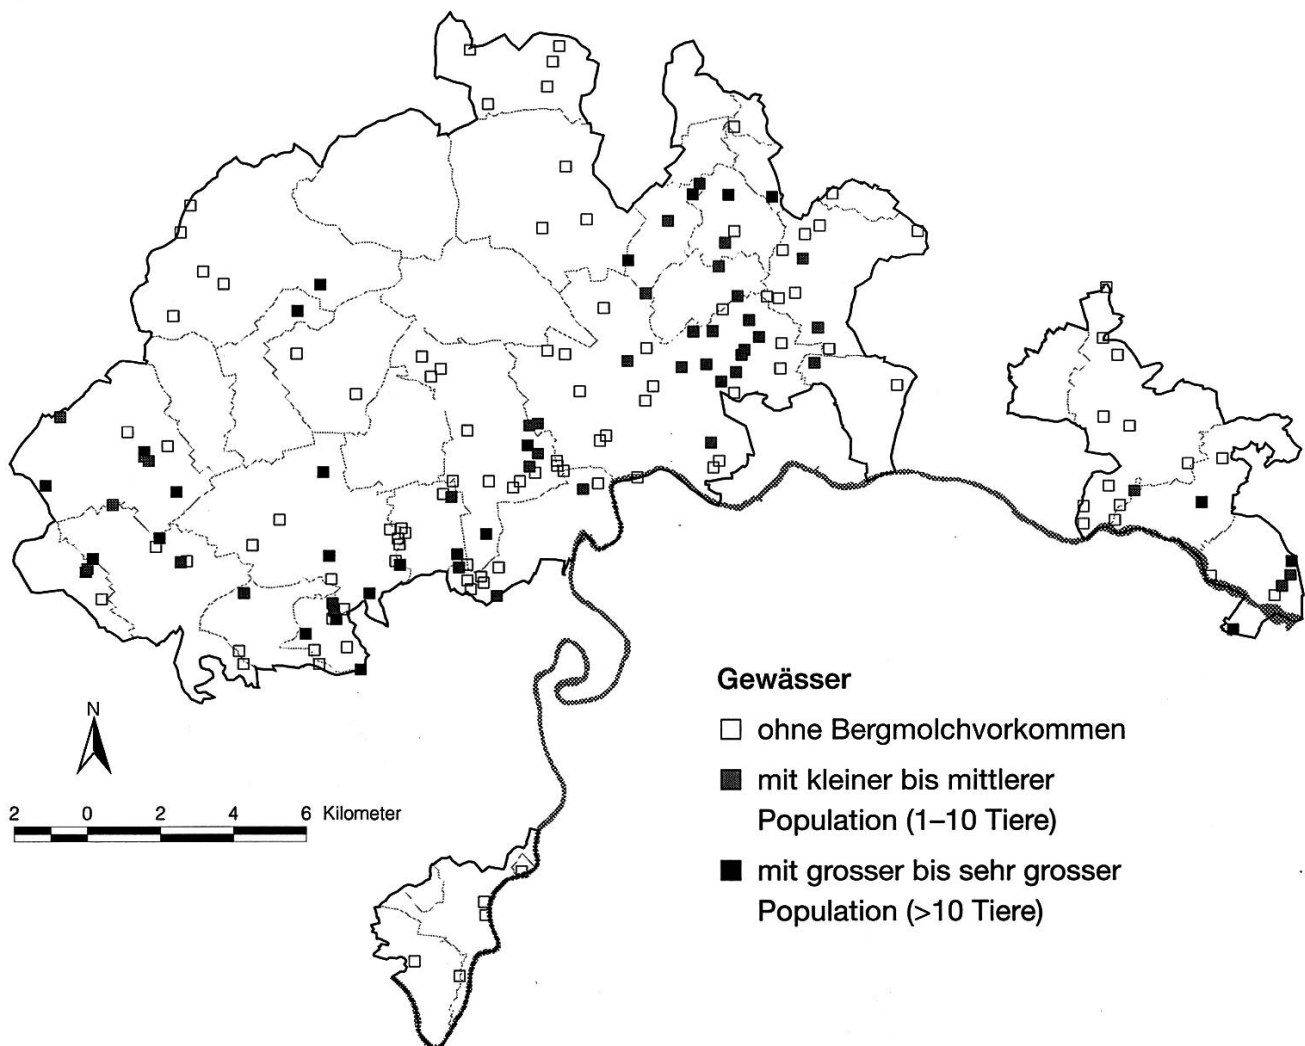 Gewässer
ohne Bergmolchvorkommen
mit kleiner bis mittlerer
Population (1–10 Tiere)
mit grosser bis sehr grosser
Population (>10 Tiere)
N
2 0 2 4 6 Kilometer